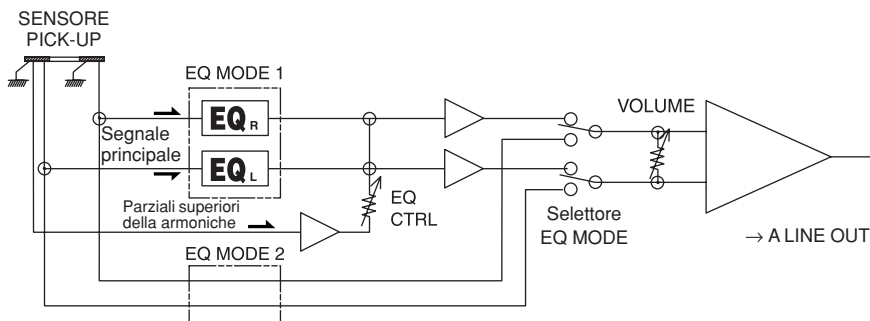 SENSORE
PICK-UP
EQ MODE 1
EQ R
Segnale
principale
EQ L
Parziali superiori
della armoniche
EQ
CTRL
EQ MODE 2
VOLUME
Selettore
EQ MODE
→ A LINE OUT